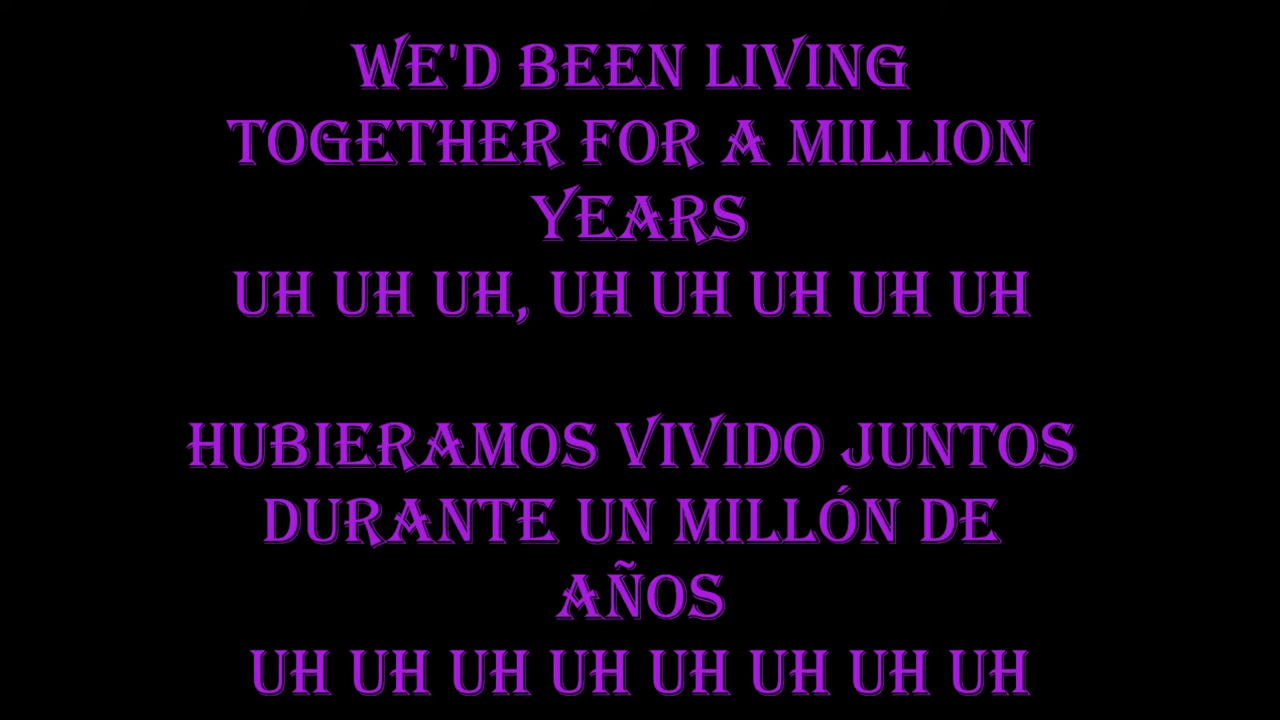 WE'D BEEN LIVING
TOGETHER FOR A MILLION
YEARS
UH UH UH, UH UH UH UH UH
HUBIERAMOS VIVIDO JUNTOS
DURANTE UN MILLÓN DE
AÑOS
UH UH UH UH UH UH UH UH